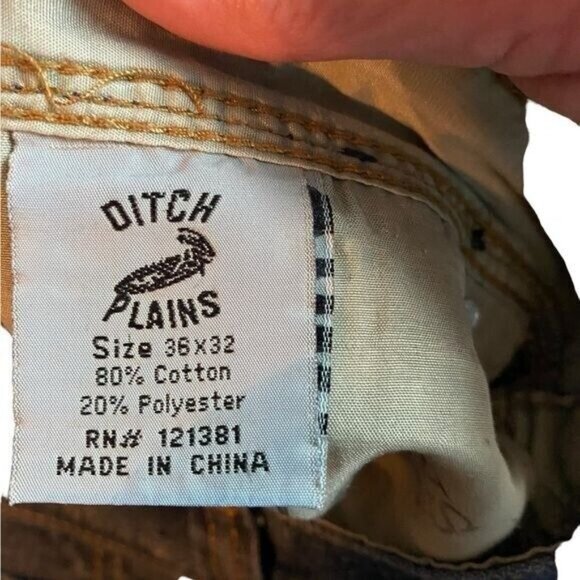 DITCH
PLAINS
Size 36x32
80% Cotton
20% Polyester
RN# 121381
MADE IN CHINA